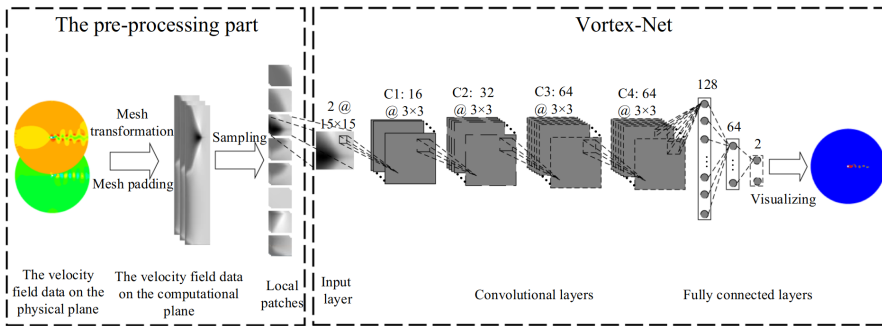 The pre-processing part
Vortex-Net
Mesh
transformation
Mesh padding
Sampling
2 @
15×15
C1: 16
@ 3×3
C2: 32
@ 3×3
C3: 64
@ 3×3
C4: 64
@ 3×3
128
64
2
Visualizing
The velocity
field data on the
physical plane
The velocity field data
on the computational
plane
Local
patches
Input
layer
Convolutional layers
Fully connected layers